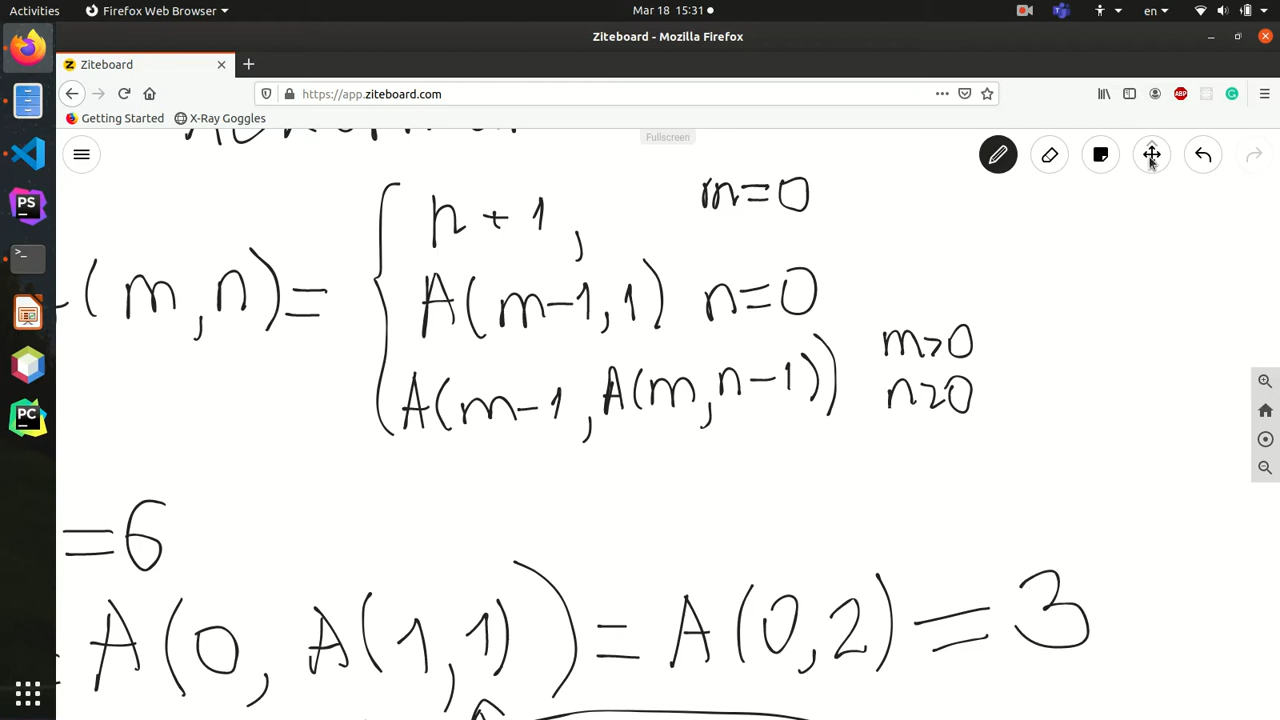 Activities Firefox Web Browser Mar 18 15:31 en
Ziteboard - Mozilla Firefox
Ziteboard
https://app.ziteboard.com
Getting Started X-Ray Goggles
Fullscreen
n + 1, m=0
(m,n)= A(m-1,1) n=0
A(m-1,A(m,n-1)) m>0
n>0
=6
A(0, A(1,1)) = A(0,2) = 3